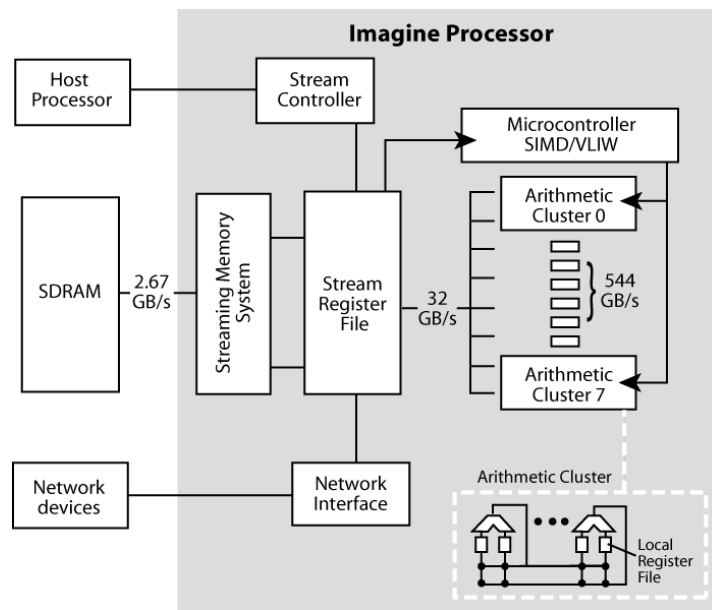 Imagine Processor
Host
Processor
Stream
Controller
Microcontroller
SIMD/VLIW
SDRAM
2.67
GB/s
Streaming Memory
System
Stream
Register
File
32
GB/s
Arithmetic
Cluster 0
544
GB/s
Arithmetic
Cluster 7
Network
devices
Network
Interface
Arithmetic Cluster
Local
Register
File